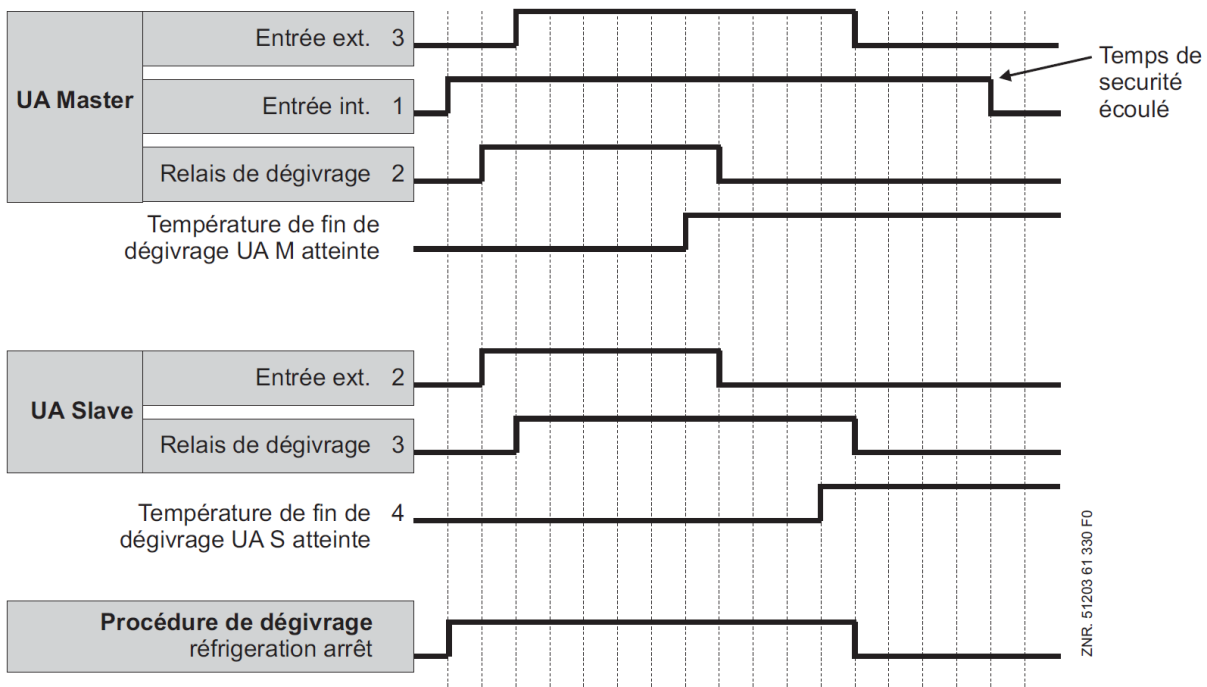 UA Master
Entrée ext. 3
Entrée int. 1
Relais de dégivrage 2
Température de fin de
dégivrage UA M atteinte
Temps de
securité
écoulé
UA Slave
Entrée ext. 2
Relais de dégivrage 3
Température de fin de 4
dégivrage UA S atteinte
Procédure de dégivrage
réfrigeration arrêt
ZNR. 51203 61 330 F0